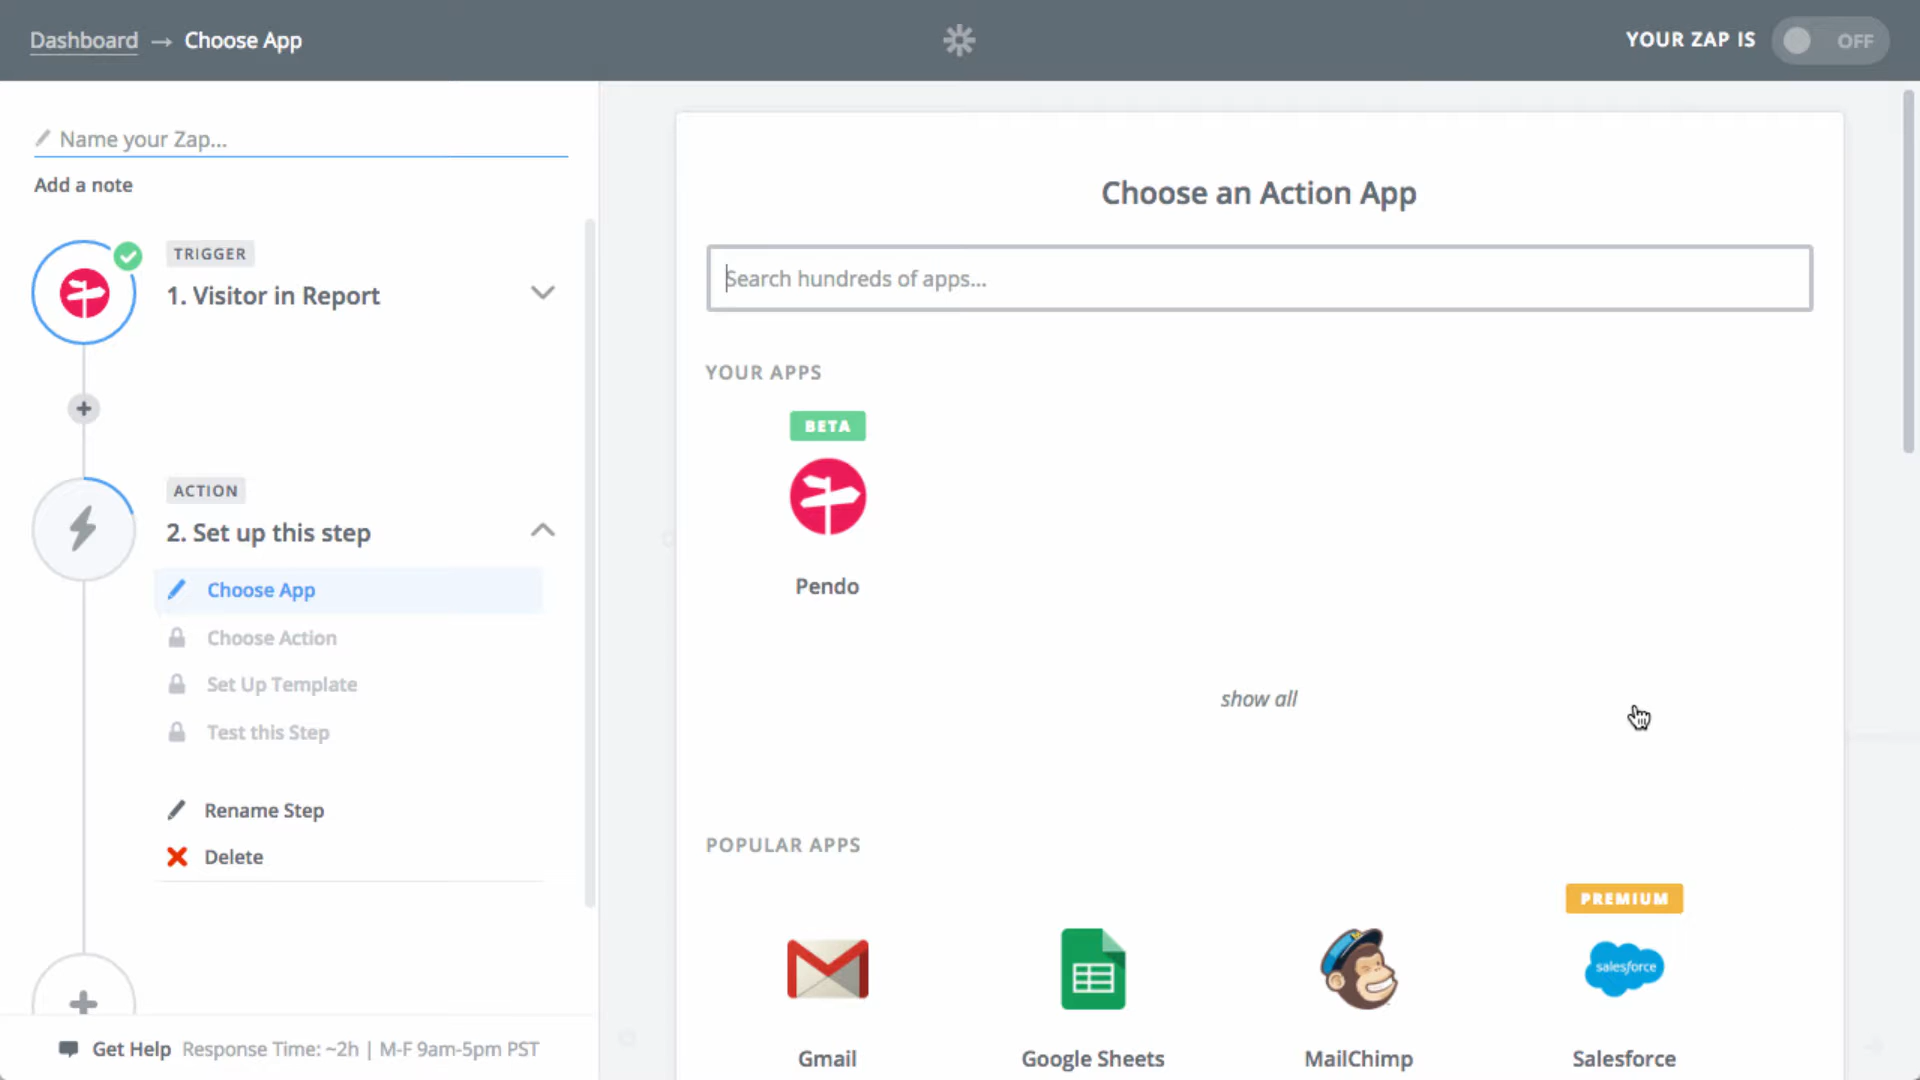 Dashboard → Choose App
YOUR ZAP IS OFF
Name your Zap...
Add a note
TRIGGER
1. Visitor in Report
ACTION
2. Set up this step
Choose App
Choose Action
Set Up Template
Test this Step
Rename Step
Delete
Get Help Response Time: ~2h | M-F 9am-5pm PST
Choose an Action App
Search hundreds of apps...
YOUR APPS
BETA
Pendo
show all
POPULAR APPS
PREMIUM
salesforce
Gmail Google Sheets MailChimp Salesforce